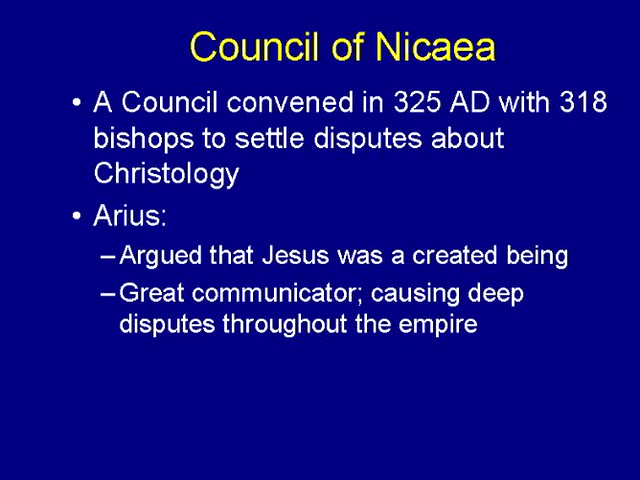 Council of Nicaea
• A Council convened in 325 AD with 318
bishops to settle disputes about
Christology
• Arius:
– Argued that Jesus was a created being
– Great communicator; causing deep
disputes throughout the empire